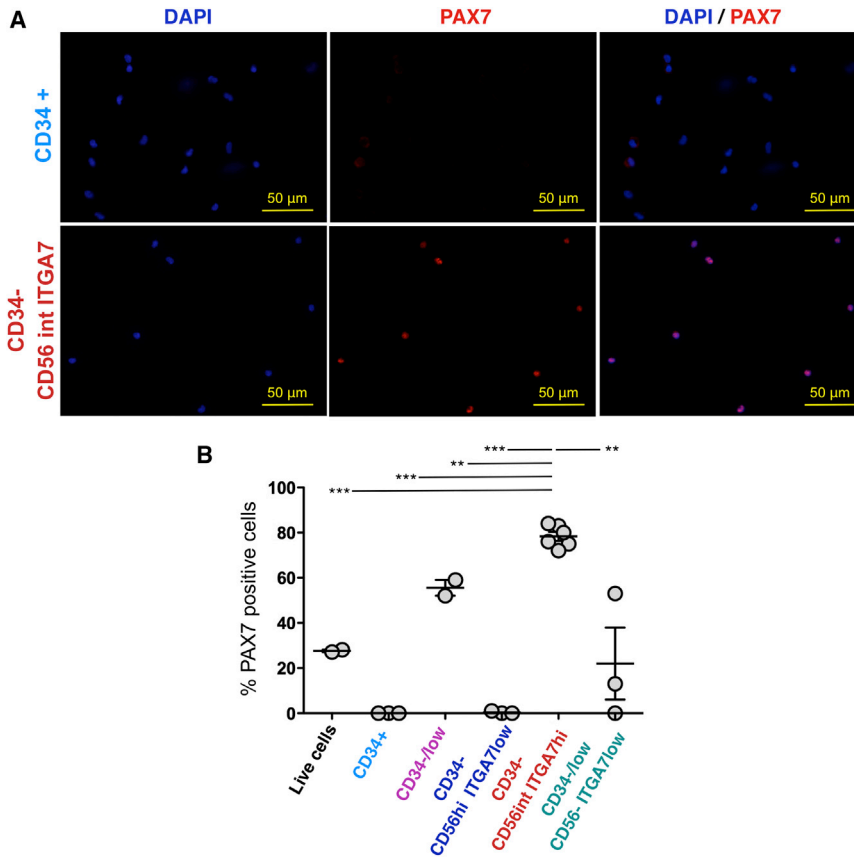 A
DAPI
PAX7
DAPI / PAX7
CD34 +
50 µm
50 µm
50 µm
CD34-
CD56 int ITGA7
50 µm
50 µm
50 µm
B
*** **
**
***
***
% PAX7 positive cells
100
80
60
40
20
0
Live cells
CD34+
CD34-/low
CD34-
CD56hi ITGA7low
CD34-
CD56int ITGA7hi
CD34-/low
CD56- ITGA7low